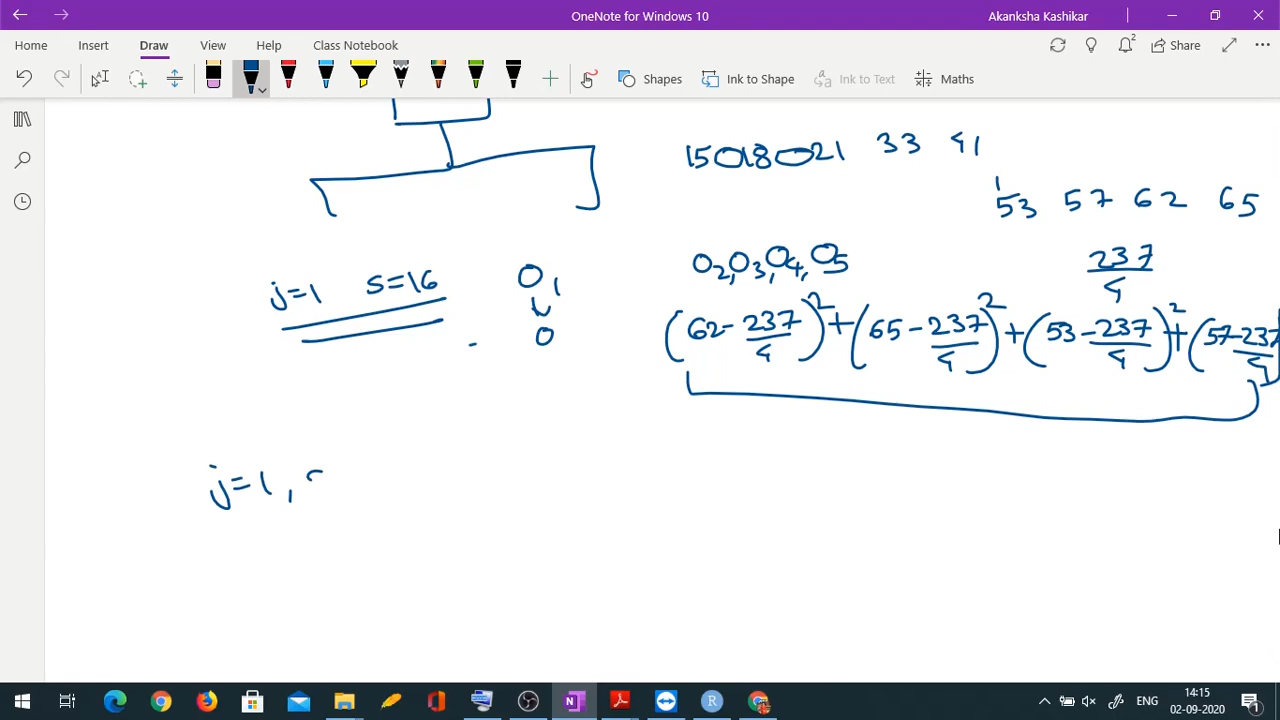 OneNote for Windows 10
Akanksha Kashikar
Home Insert Draw View Help Class Notebook
Share
Shapes Ink to Shape Ink to Text Maths
15 O 18 O 21 33 41
53 57 62 65
j=1 s=16 O1
O2, O3, O4, O5
237/4
0
(62-237/4)²+(65-237/4)²+(53-237/4)²+(57-237/4)
j=1,
ENG
14:15
02-09-2020